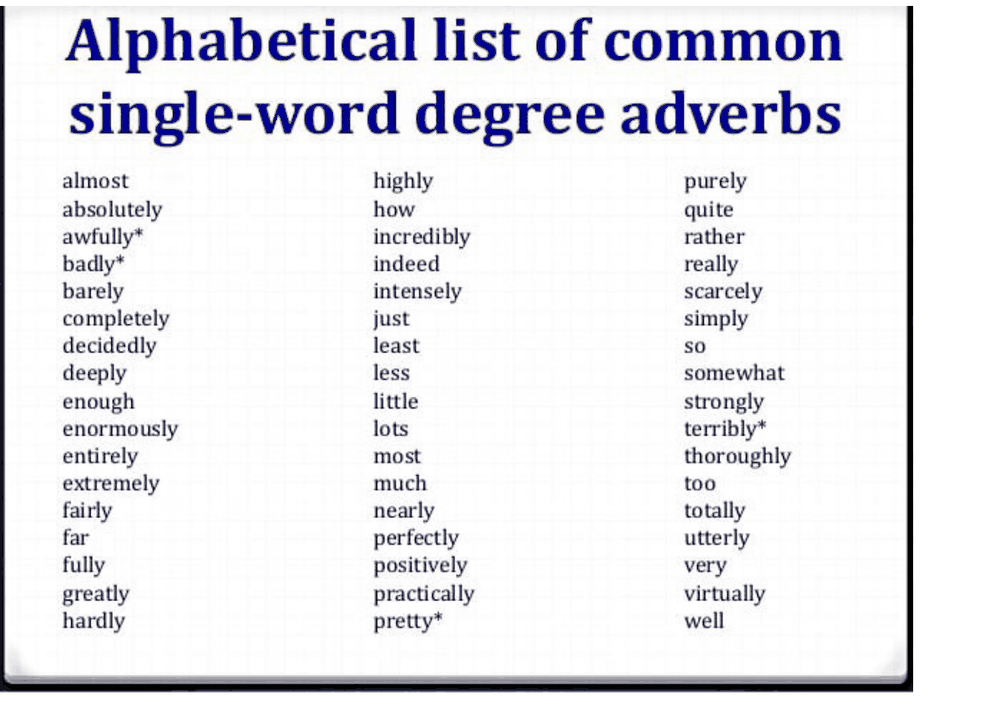 Alphabetical list of common
single-word degree adverbs
almost
absolutely
awfully*
badly*
barely
completely
decidedly
deeply
enough
enormously
entirely
extremely
fairly
far
fully
greatly
hardly
highly
how
incredibly
indeed
intensely
just
least
less
little
lots
most
much
nearly
perfectly
positively
practically
pretty*
purely
quite
rather
really
scarcely
simply
so
somewhat
strongly
terribly*
thoroughly
too
totally
utterly
very
virtually
well